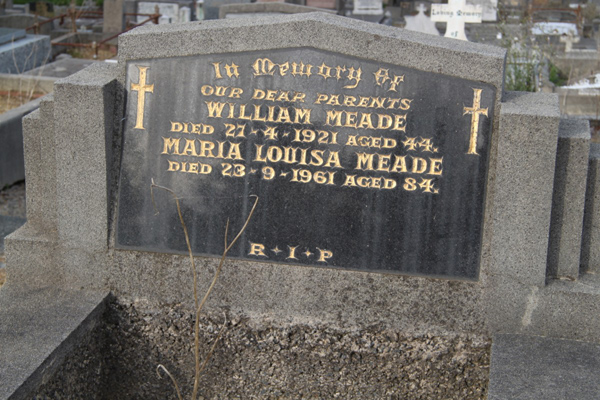 In Memory Of
OUR DEAR PARENTS
WILLIAM MEADE
DIED 27-4-1921 AGED 44.
MARIA LOUISA MEADE
DIED 23-9-1961 AGED 84.
R·I·P